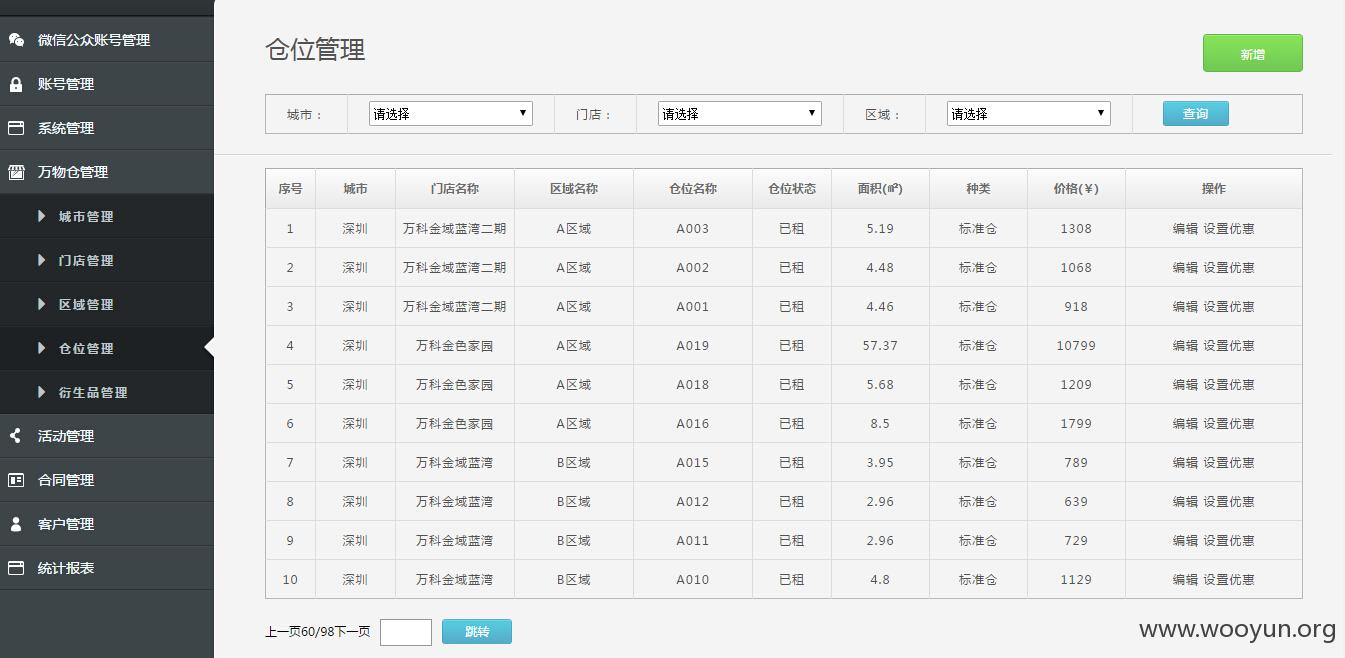 微信公众账号管理
账号管理
系统管理
万物仓管理
城市管理
门店管理
区域管理
仓位管理
衍生品管理
活动管理
合同管理
客户管理
统计报表
仓位管理
新增
城市： 请选择 门店： 请选择 区域： 请选择 查询
序号 城市 门店名称 区域名称 仓位名称 仓位状态 面积(㎡) 种类 价格(￥) 操作
1 深圳 万科金域蓝湾二期 A区域 A003 已租 5.19 标准仓 1308 编辑 设置优惠
2 深圳 万科金域蓝湾二期 A区域 A002 已租 4.48 标准仓 1068 编辑 设置优惠
3 深圳 万科金域蓝湾二期 A区域 A001 已租 4.46 标准仓 918 编辑 设置优惠
4 深圳 万科金色家园 A区域 A019 已租 57.37 标准仓 10799 编辑 设置优惠
5 深圳 万科金色家园 A区域 A018 已租 5.68 标准仓 1209 编辑 设置优惠
6 深圳 万科金色家园 A区域 A016 已租 8.5 标准仓 1799 编辑 设置优惠
7 深圳 万科金域蓝湾 B区域 A015 已租 3.95 标准仓 789 编辑 设置优惠
8 深圳 万科金域蓝湾 B区域 A012 已租 2.96 标准仓 639 编辑 设置优惠
9 深圳 万科金域蓝湾 B区域 A011 已租 2.96 标准仓 729 编辑 设置优惠
10 深圳 万科金域蓝湾 B区域 A010 已租 4.8 标准仓 1129 编辑 设置优惠
上一页60/98下一页 跳转
www.wooyun.org